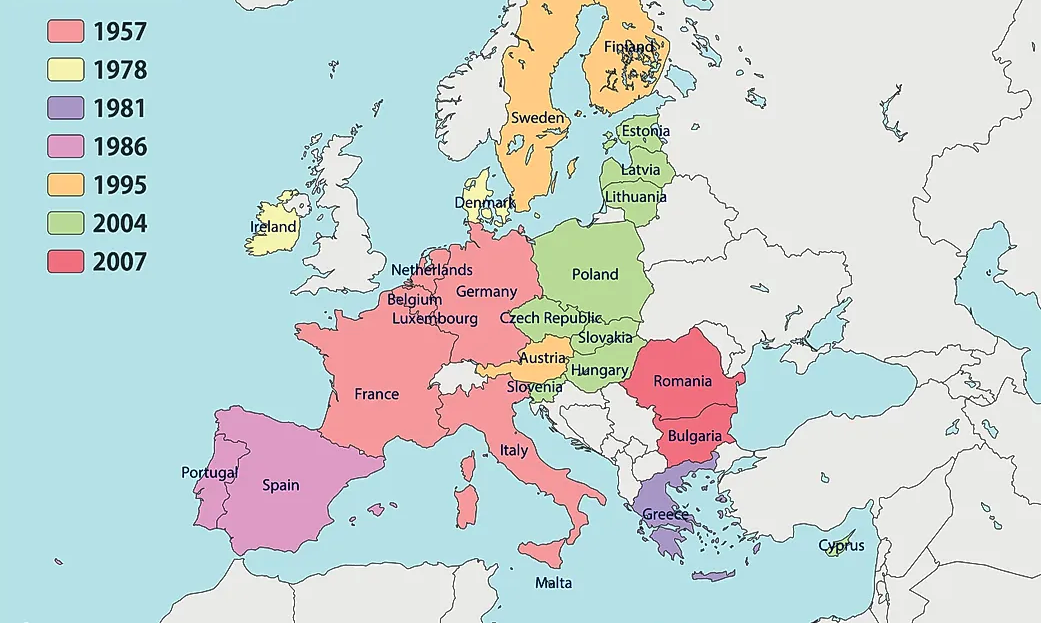 1957
1978
1981
1986
1995
2004
2007
Finland
Sweden
Estonia
Latvia
Lithuania
Denmark
Ireland
Netherlands
Poland
Germany
Belgium
Luxembourg
Czech Republic
Slovakia
Austria
Hungary
Slovenia
Romania
France
Bulgaria
Italy
Portugal
Spain
Greece
Cyprus
Malta